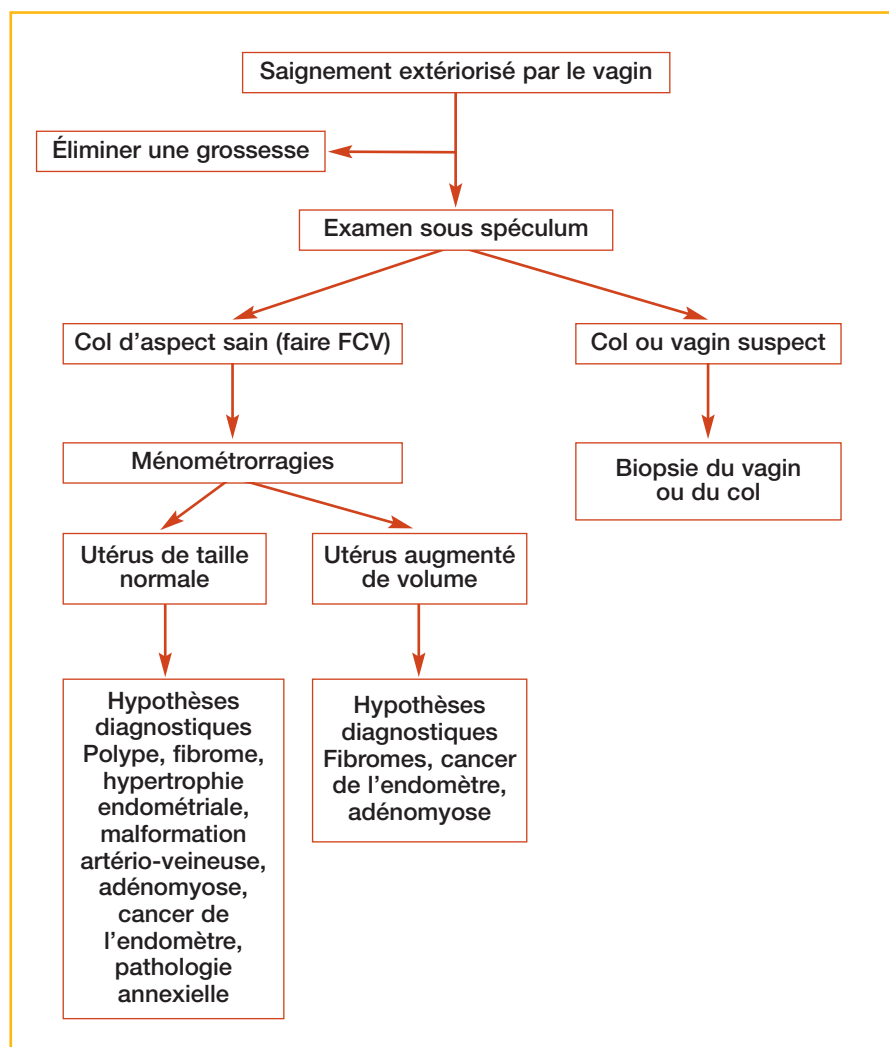 Saignement extériorisé par le vagin
Éliminer une grossesse
Examen sous spéculum
Col d'aspect sain (faire FCV)
Col ou vagin suspect
Ménométrorragies
Biopsie du vagin
ou du col
Utérus de taille
normale
Utérus augmenté
de volume
Hypothèses
diagnostiques
Polype, fibrome,
hypertrophie
endométriale,
malformation
artério-veineuse,
adénomyose,
cancer de
l'endomètre,
pathologie
annexielle
Hypothèses
diagnostiques
Fibromes, cancer
de l'endomètre,
adénomyose